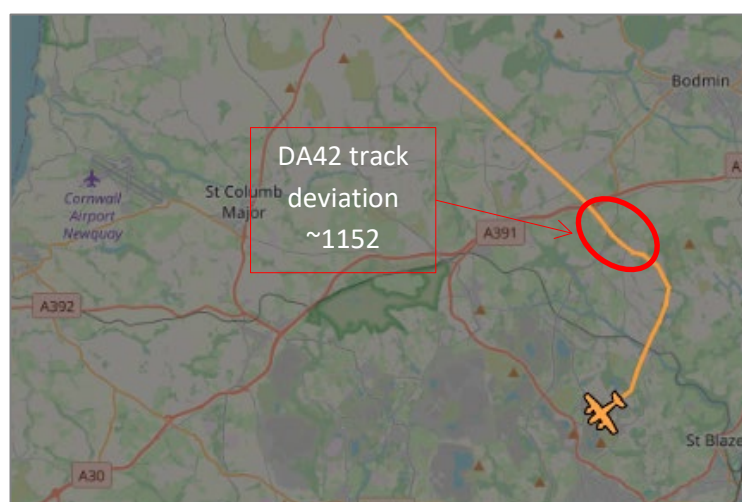 Bodmin
DA42 track
deviation
~1152
Cornwall
Airport
Newquay
St Columb
Major
A
A391
A392
St Blaze
A30